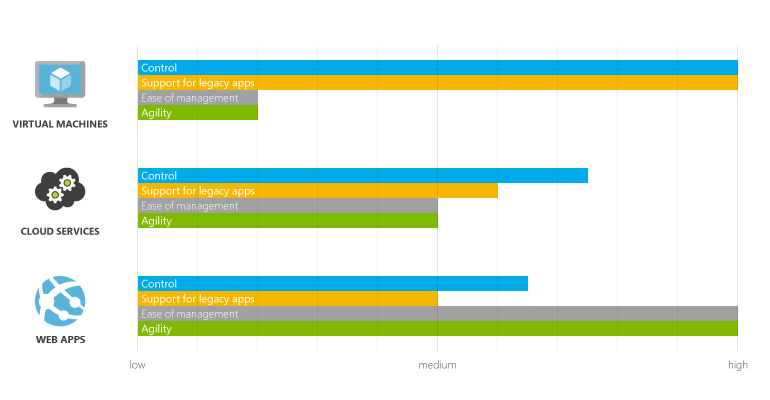 Control
Support for legacy apps
Ease of management
Agility
VIRTUAL MACHINES
Control
Support for legacy apps
Ease of management
Agility
CLOUD SERVICES
Control
Support for legacy apps
Ease of management
Agility
WEB APPS
low medium high